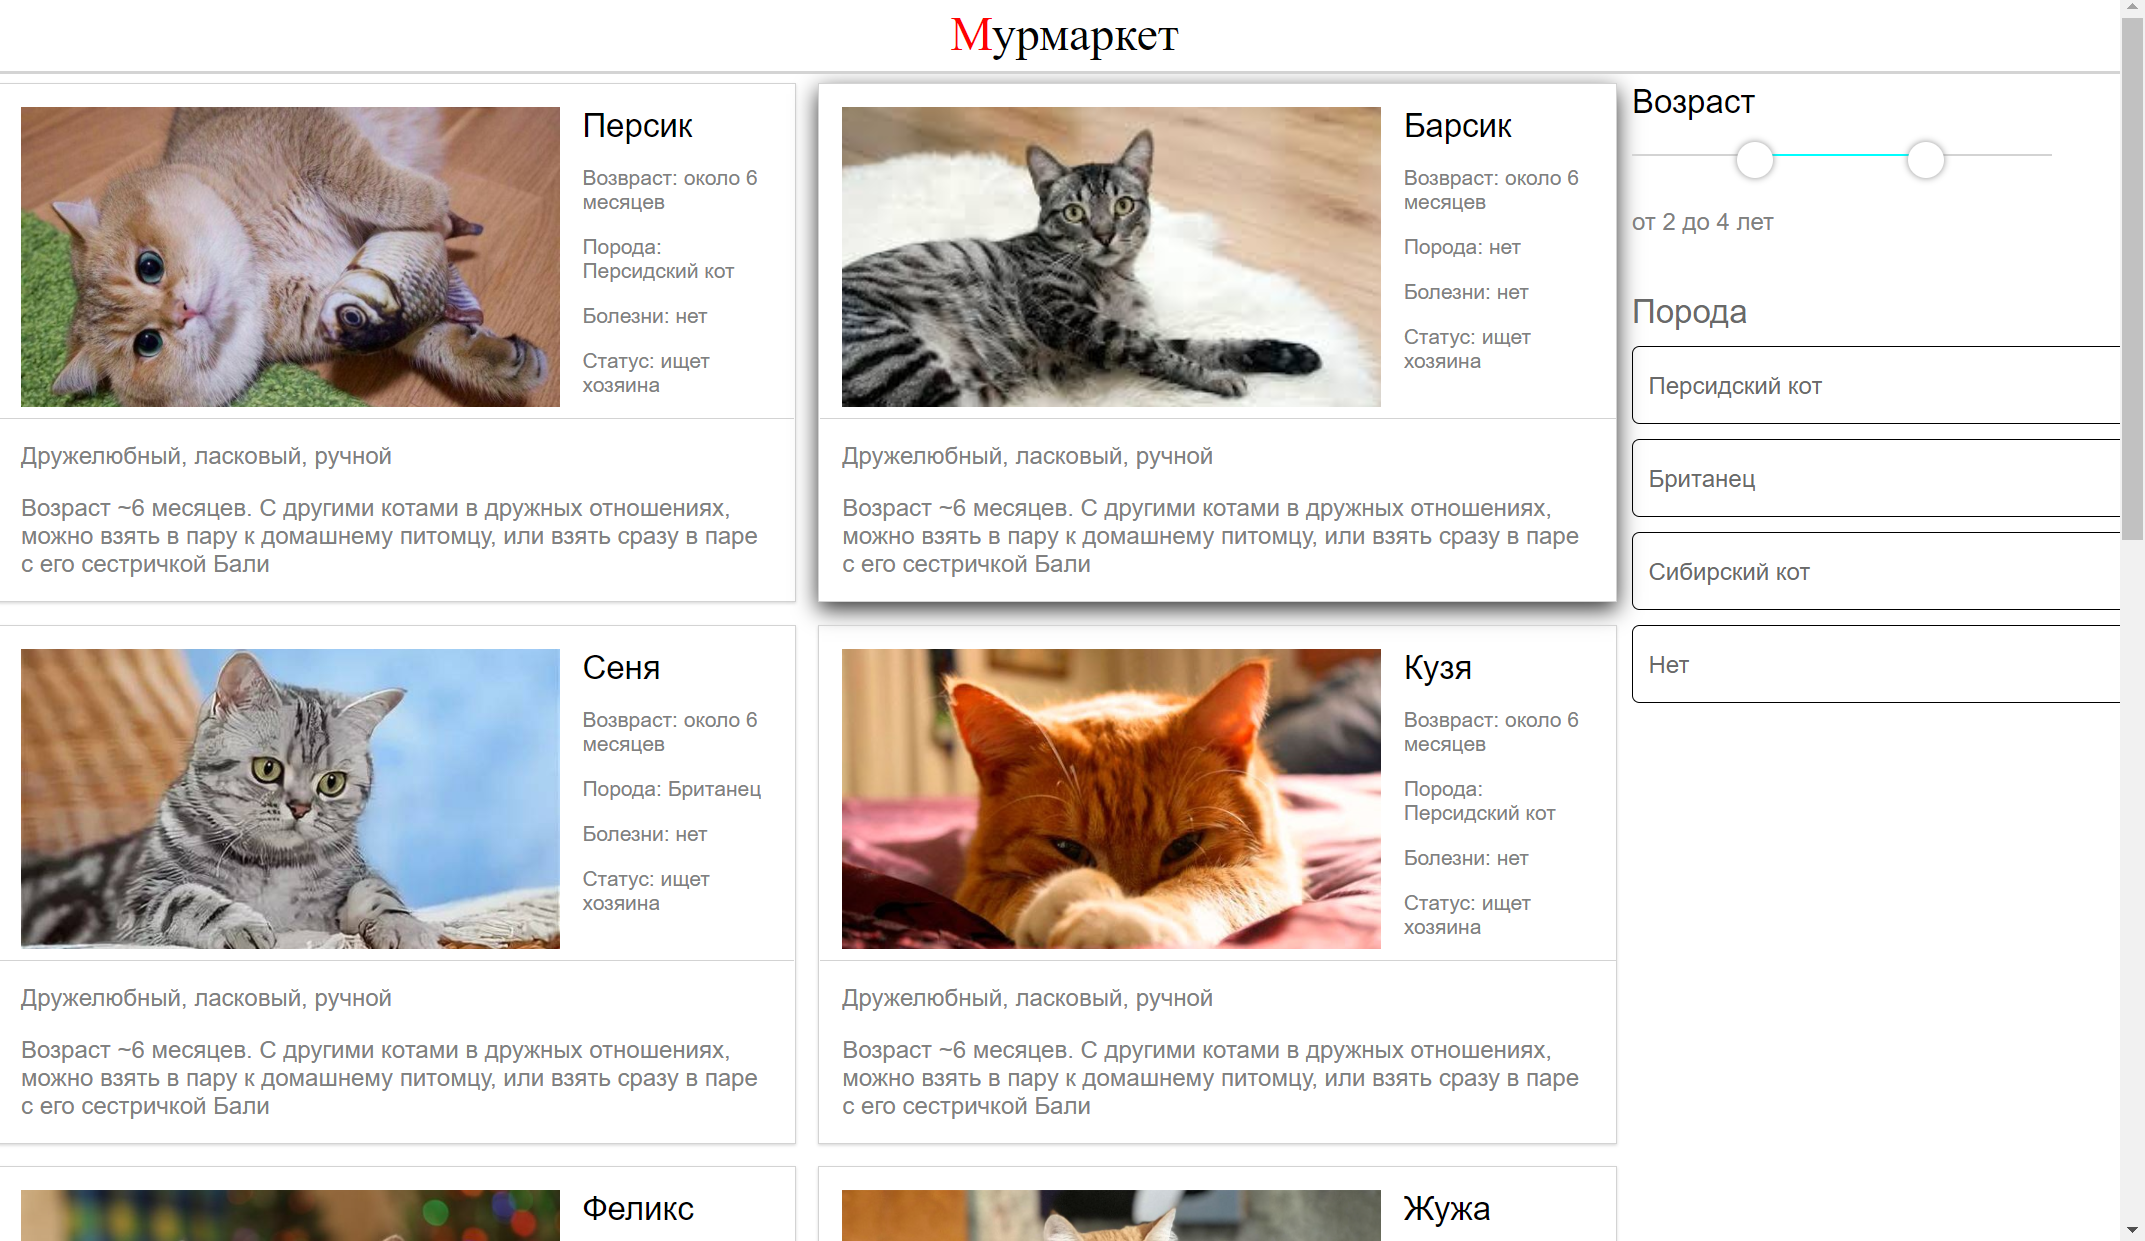 Мурмаркет
Персик
Возвраст: около 6
месяцев
Порода:
Персидский кот
Болезни: нет
Статус: ищет
хозяина
Дружелюбный, ласковый, ручной
Возраст ~6 месяцев. С другими котами в дружных отношениях,
можно взять в пару к домашнему питомцу, или взять сразу в паре
с его сестричкой Бали
Барсик
Возвраст: около 6
месяцев
Порода: нет
Болезни: нет
Статус: ищет
хозяина
Дружелюбный, ласковый, ручной
Возраст ~6 месяцев. С другими котами в дружных отношениях,
можно взять в пару к домашнему питомцу, или взять сразу в паре
с его сестричкой Бали
Сеня
Возвраст: около 6
месяцев
Порода: Британец
Болезни: нет
Статус: ищет
хозяина
Дружелюбный, ласковый, ручной
Возраст ~6 месяцев. С другими котами в дружных отношениях,
можно взять в пару к домашнему питомцу, или взять сразу в паре
с его сестричкой Бали
Кузя
Возвраст: около 6
месяцев
Порода:
Персидский кот
Болезни: нет
Статус: ищет
хозяина
Дружелюбный, ласковый, ручной
Возраст ~6 месяцев. С другими котами в дружных отношениях,
можно взять в пару к домашнему питомцу, или взять сразу в паре
с его сестричкой Бали
Феликс
Жужа
Возраст
от 2 до 4 лет
Порода
Персидский кот
Британец
Сибирский кот
Нет